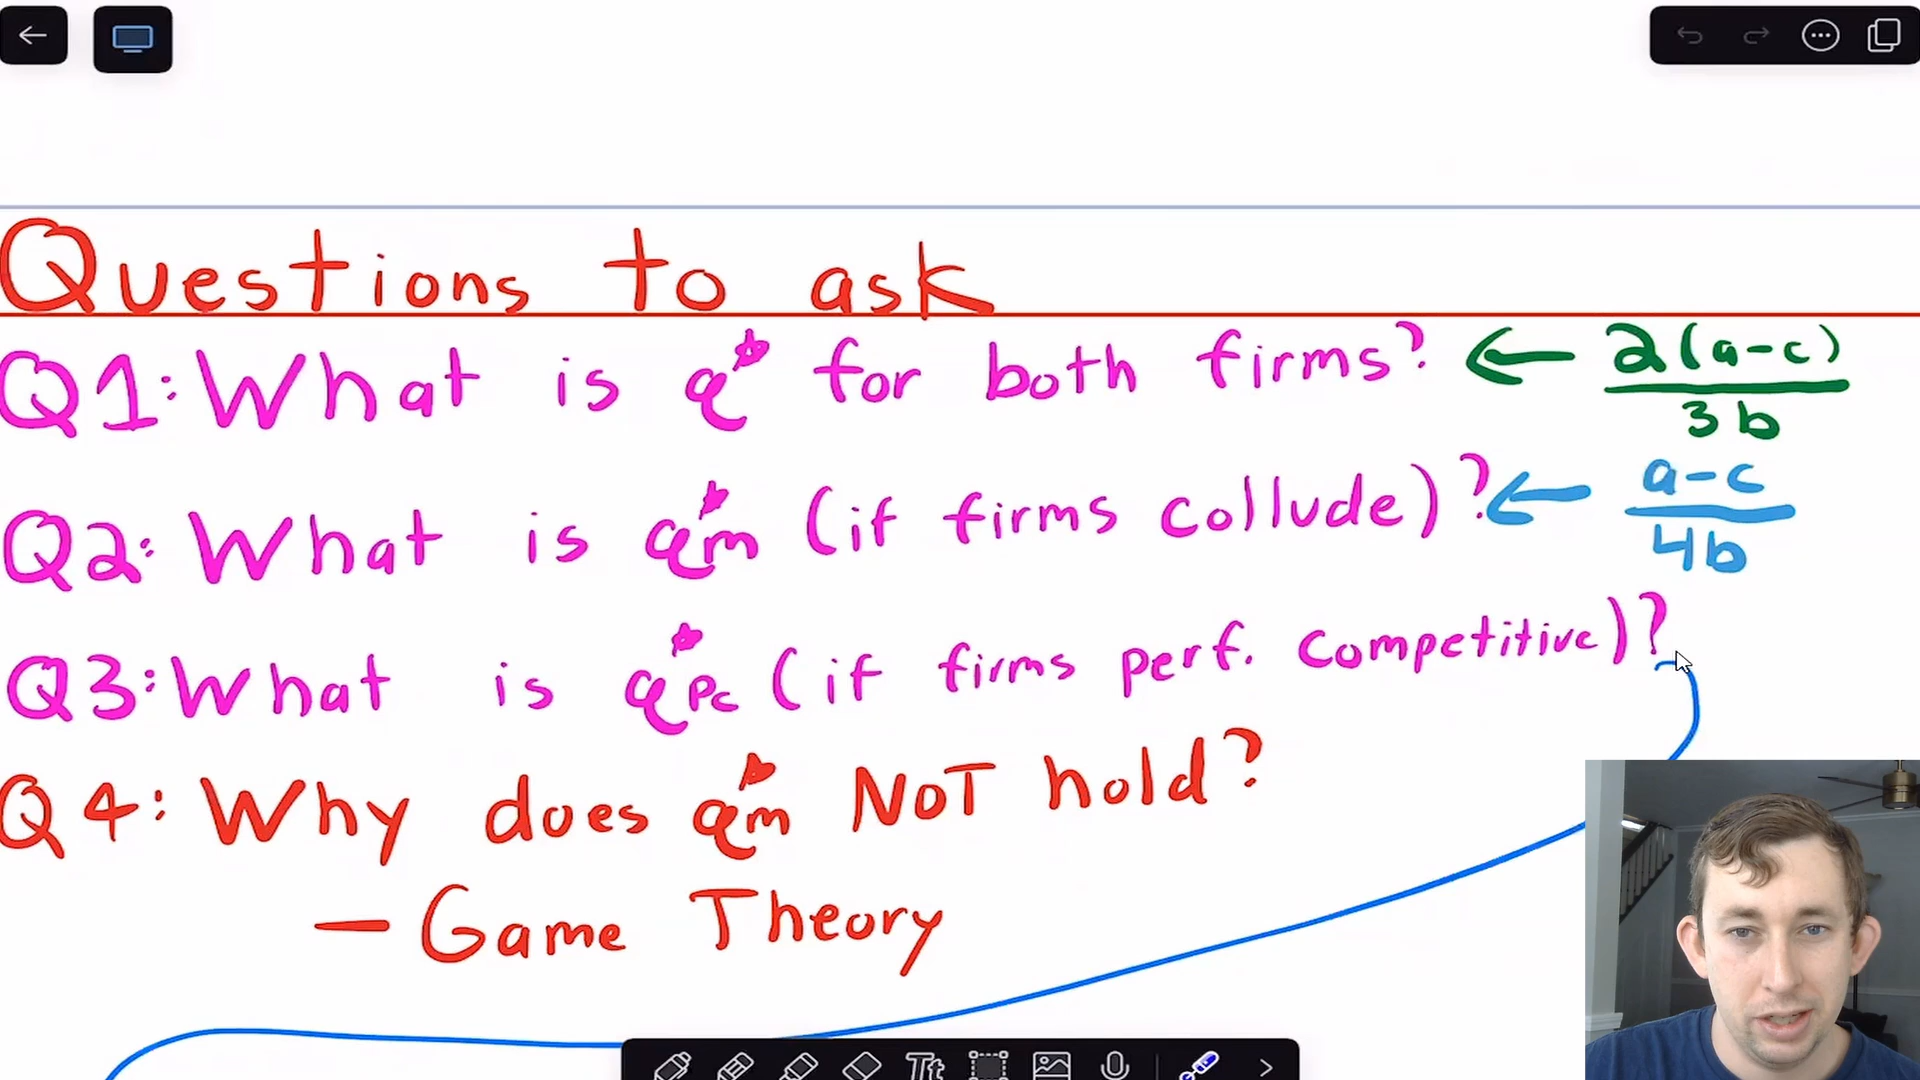 Questions to ask
Q1: What is q* for both firms? ← 2(a-c)/3b
Q2: What is q*m (if firms collude)? ← a-c/4b
Q3: What is q*pc (if firms perf. competitive)?
Q4: Why does q*m NOT hold?
- Game Theory
Tt